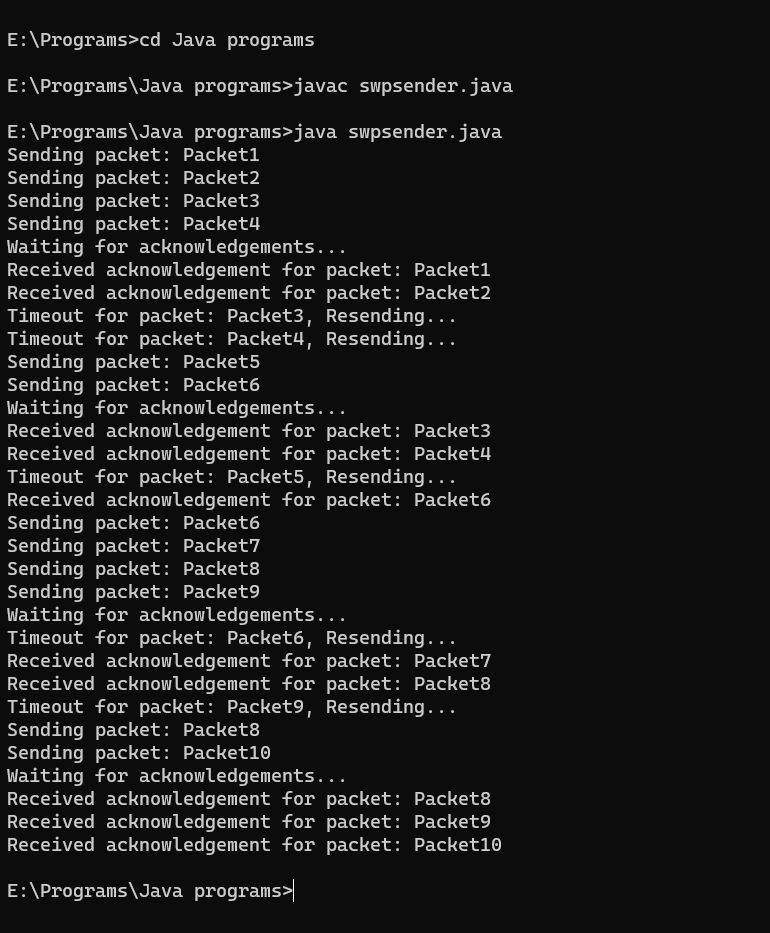 E:\Programs>cd Java programs
E:\Programs\Java programs>javac swpsender.java
E:\Programs\Java programs>java swpsender.java
Sending packet: Packet1
Sending packet: Packet2
Sending packet: Packet3
Sending packet: Packet4
Waiting for acknowledgements...
Received acknowledgement for packet: Packet1
Received acknowledgement for packet: Packet2
Timeout for packet: Packet3, Resending...
Timeout for packet: Packet4, Resending...
Sending packet: Packet5
Sending packet: Packet6
Waiting for acknowledgements...
Received acknowledgement for packet: Packet3
Received acknowledgement for packet: Packet4
Timeout for packet: Packet5, Resending...
Received acknowledgement for packet: Packet6
Sending packet: Packet6
Sending packet: Packet7
Sending packet: Packet8
Sending packet: Packet9
Waiting for acknowledgements...
Timeout for packet: Packet6, Resending...
Received acknowledgement for packet: Packet7
Received acknowledgement for packet: Packet8
Timeout for packet: Packet9, Resending...
Sending packet: Packet8
Sending packet: Packet10
Waiting for acknowledgements...
Received acknowledgement for packet: Packet8
Received acknowledgement for packet: Packet9
Received acknowledgement for packet: Packet10
E:\Programs\Java programs>